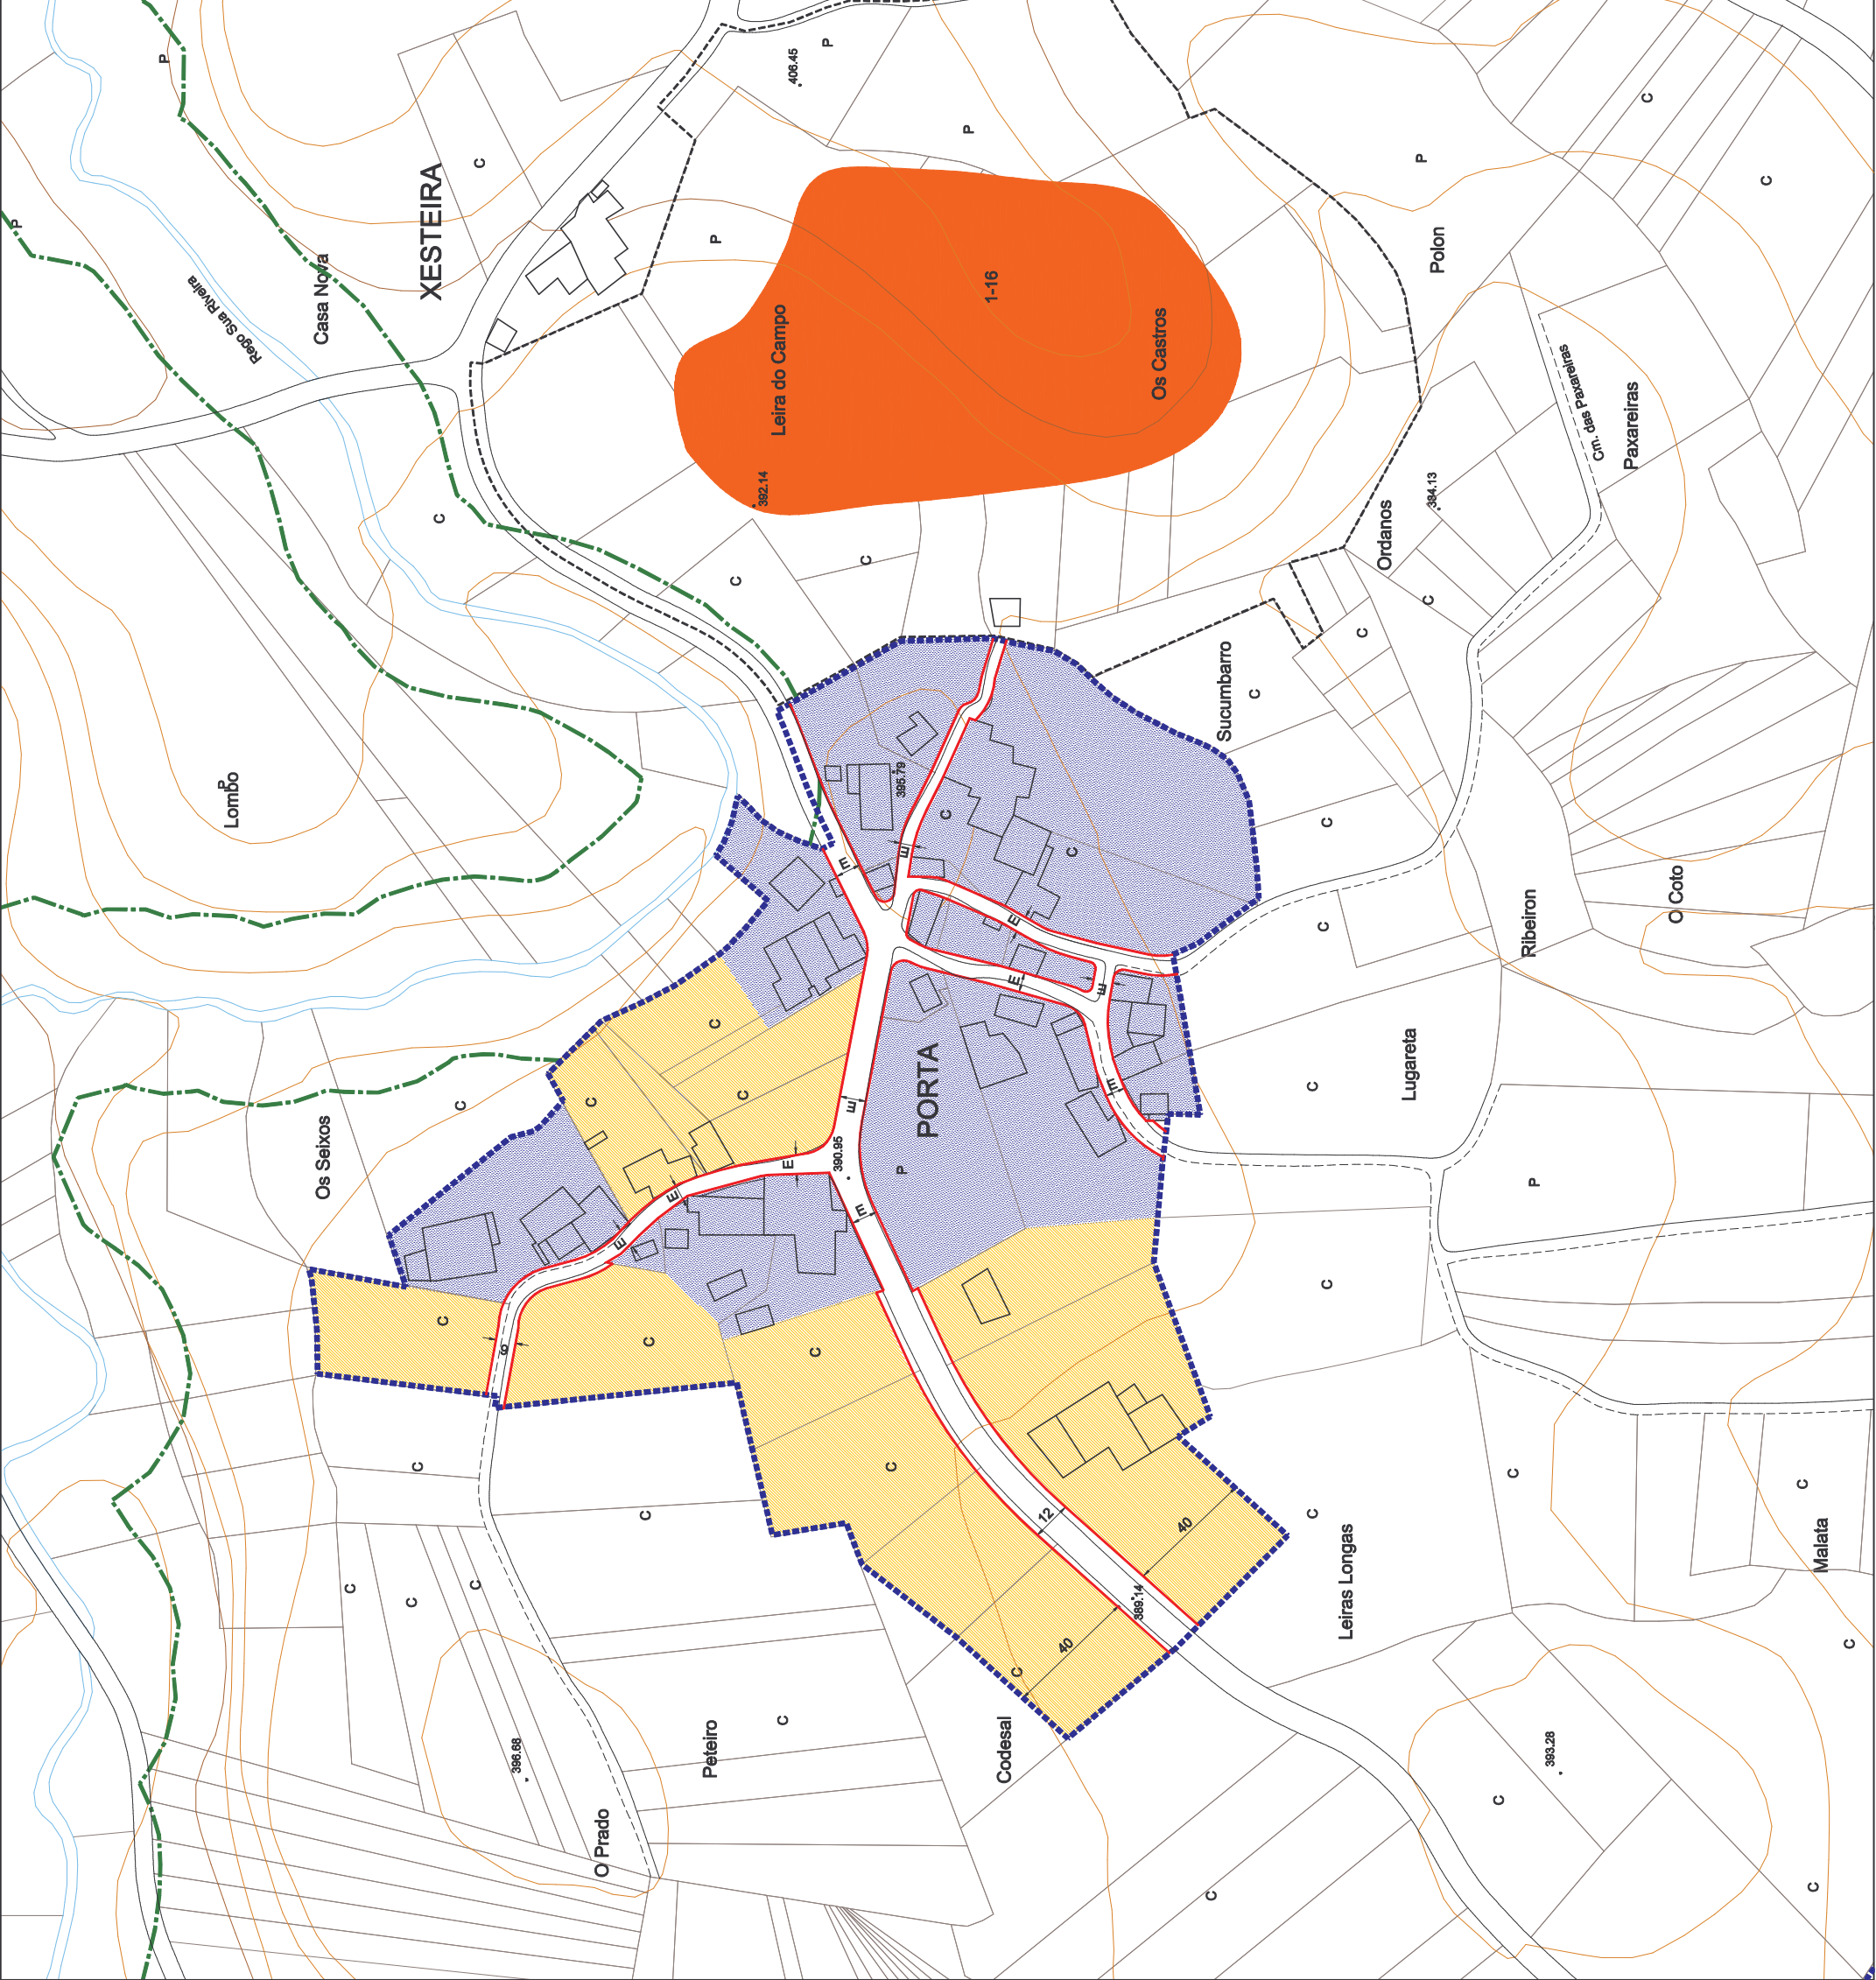 P
P
Rego Sua Riveira
Casa Nova
XESTEIRA
C
406.45
P
P
C
P
C
Polon
P
Leira do Campo
1-16
Os Castros
392.14
Cm. das Paxareiras
Paxareiras
384.13
Ordanos
C
C
C
C
C
C
Sucumbarro
C
P
Lombo
395.79
C
C
C
E
E
E
E
E
E
E
E
E
E
E
C
Ribeiron
O Coto
C
C
C
C
C
Os Seixos
PORTA
390.95
P
C
Lugareta
P
C
C
C
C
6
C
C
C
C
12
40
40
389.14
C
C
C
Malata
Leiras Longas
C
C
C
C
C
396.68
Peteiro
C
Codesal
393.28
C
O Prado
C
C